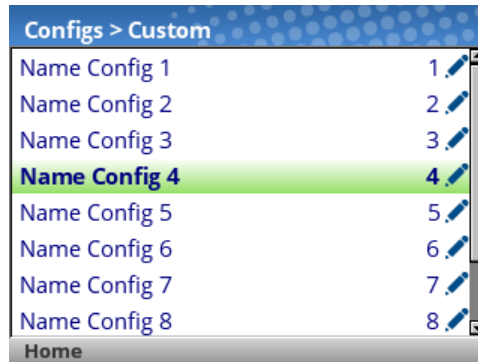 Configs > Custom
Name Config 1 1
Name Config 2 2
Name Config 3 3
Name Config 4 4
Name Config 5 5
Name Config 6 6
Name Config 7 7
Name Config 8 8
Home